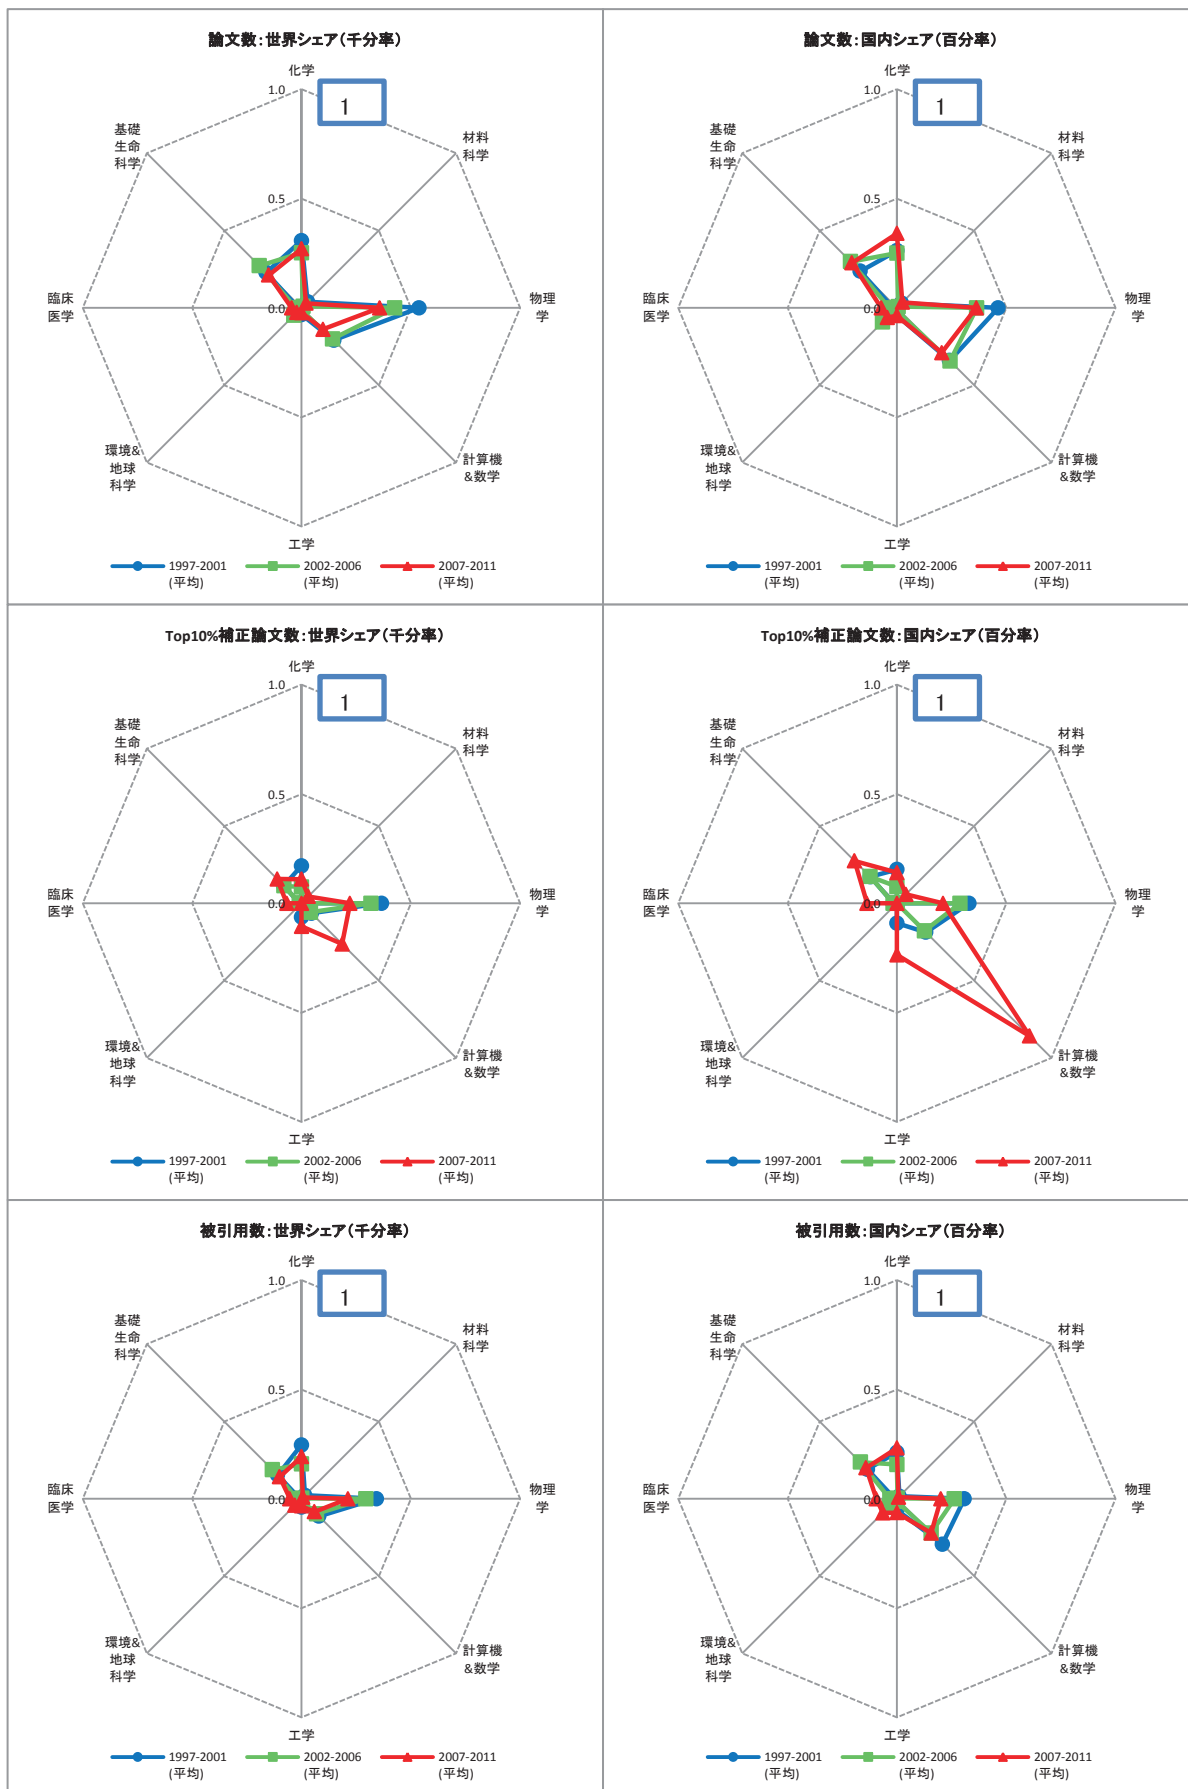 論文数：世界シェア（千分率）
化学
1.0
1
材料
科学
基礎
生命
科学
0.5
臨床
医学
0.0
物理
学
環境&
地球
科学
計算機
&数学
工学
1997-2001
(平均)
2002-2006
(平均)
2007-2011
(平均)
論文数：国内シェア（百分率）
化学
1.0
1
材料
科学
基礎
生命
科学
0.5
臨床
医学
0.0
物理
学
環境&
地球
科学
計算機
&数学
工学
1997-2001
(平均)
2002-2006
(平均)
2007-2011
(平均)
Top10%補正論文数：世界シェア（千分率）
化学
1.0
1
材料
科学
基礎
生命
科学
0.5
臨床
医学
0.0
物理
学
環境&
地球
科学
計算機
&数学
工学
1997-2001
(平均)
2002-2006
(平均)
2007-2011
(平均)
Top10%補正論文数：国内シェア（百分率）
化学
1.0
1
材料
科学
基礎
生命
科学
0.5
臨床
医学
0.0
物理
学
環境&
地球
科学
計算機
&数学
工学
1997-2001
(平均)
2002-2006
(平均)
2007-2011
(平均)
被引用数：世界シェア（千分率）
化学
1.0
1
材料
科学
基礎
生命
科学
0.5
臨床
医学
0.0
物理
学
環境&
地球
科学
計算機
&数学
工学
1997-2001
(平均)
2002-2006
(平均)
2007-2011
(平均)
被引用数：国内シェア（百分率）
化学
1.0
1
材料
科学
基礎
生命
科学
0.5
臨床
医学
0.0
物理
学
環境&
地球
科学
計算機
&数学
工学
1997-2001
(平均)
2002-2006
(平均)
2007-2011
(平均)